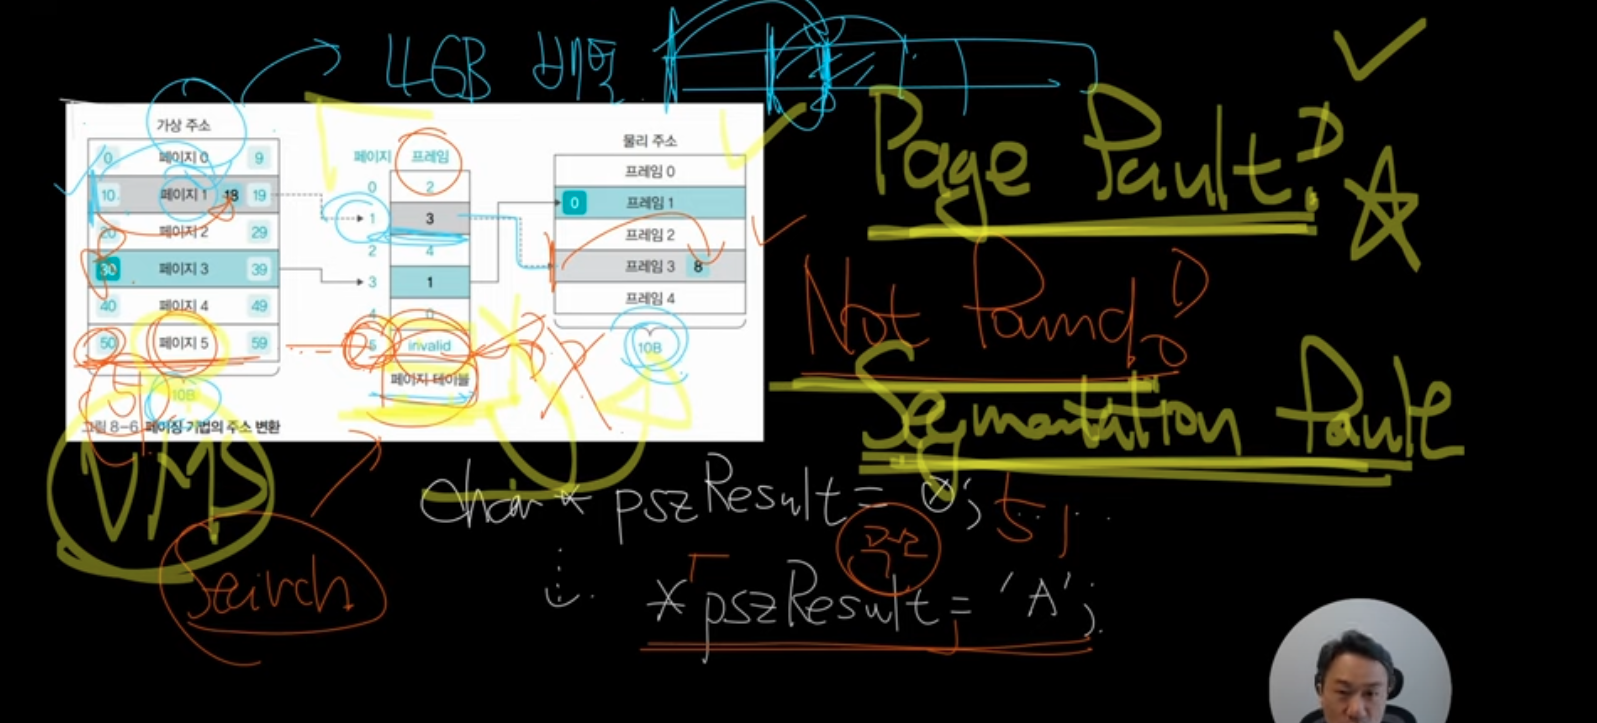 4GB 배열
가상 주소
0 페이지 0 9
10 페이지 1 18 19
20 페이지 2 29
30 페이지 3 39
40 페이지 4 49
50 페이지 5 59
10B
페이지 프레임
0 2
1 3
2 4
3 1
4 0
5 invalid
페이지 테이블
물리 주소
프레임 0
0 프레임 1
프레임 2
프레임 3 8
프레임 4
10B
그림 8-6 페이징 기법의 주소 변환
Page Pault!
Not Pound!
Segmentation Paule
VMS
51
Search
char* pszResult = 0; 51
주소
*pszResult = 'A';